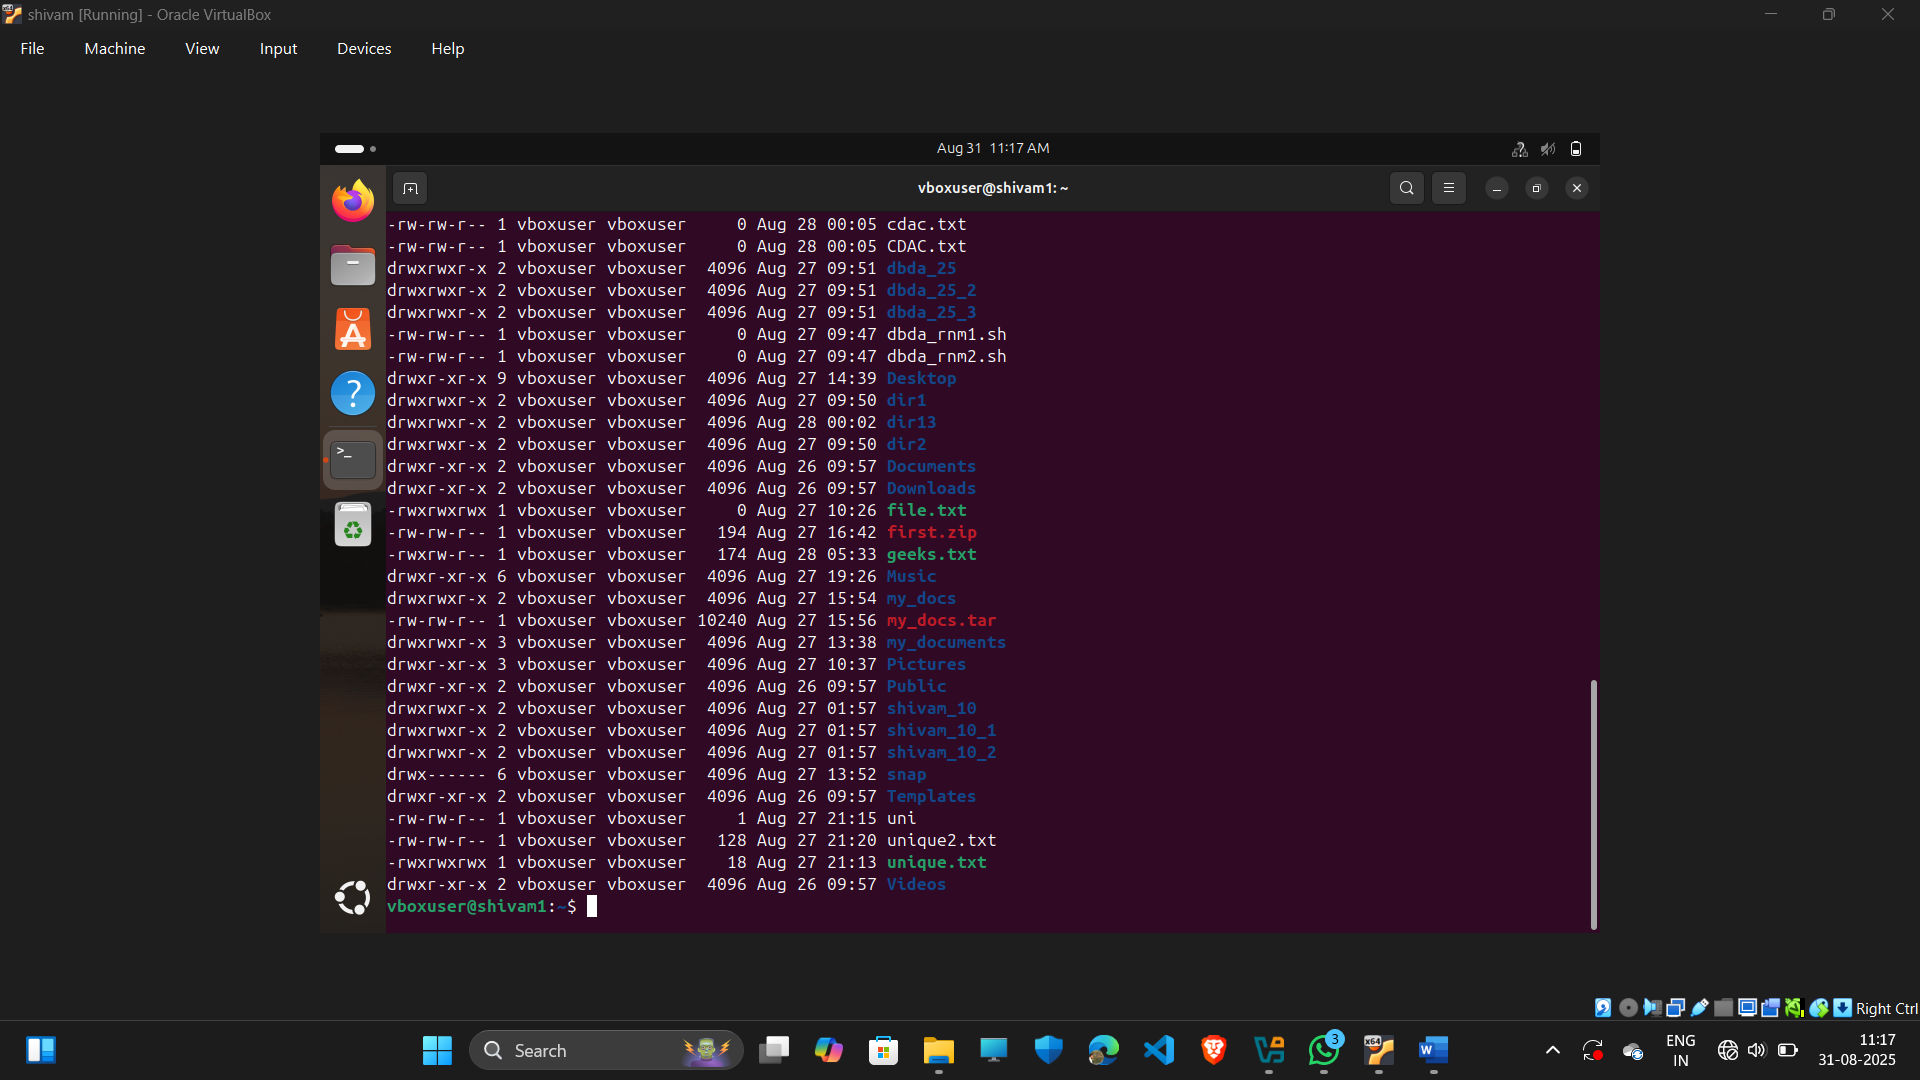 shivam [Running] - Oracle VirtualBox
File Machine View Input Devices Help
Aug 31 11:17 AM
vboxuser@shivam1: ~
-rw-rw-r-- 1 vboxuser vboxuser     0 Aug 28 00:05 cdac.txt
-rw-rw-r-- 1 vboxuser vboxuser     0 Aug 28 00:05 CDAC.txt
drwxrwxr-x 2 vboxuser vboxuser  4096 Aug 27 09:51 dbda_25
drwxrwxr-x 2 vboxuser vboxuser  4096 Aug 27 09:51 dbda_25_2
drwxrwxr-x 2 vboxuser vboxuser  4096 Aug 27 09:51 dbda_25_3
-rw-rw-r-- 1 vboxuser vboxuser     0 Aug 27 09:47 dbda_rnm1.sh
-rw-rw-r-- 1 vboxuser vboxuser     0 Aug 27 09:47 dbda_rnm2.sh
drwxr-xr-x 9 vboxuser vboxuser  4096 Aug 27 14:39 Desktop
drwxrwxr-x 2 vboxuser vboxuser  4096 Aug 27 09:50 dir1
drwxrwxr-x 2 vboxuser vboxuser  4096 Aug 28 00:02 dir13
drwxrwxr-x 2 vboxuser vboxuser  4096 Aug 27 09:50 dir2
drwxr-xr-x 2 vboxuser vboxuser  4096 Aug 26 09:57 Documents
drwxr-xr-x 2 vboxuser vboxuser  4096 Aug 26 09:57 Downloads
-rwxrwxrwx 1 vboxuser vboxuser     0 Aug 27 10:26 file.txt
-rw-rw-r-- 1 vboxuser vboxuser   194 Aug 27 16:42 first.zip
-rwxrw-r-- 1 vboxuser vboxuser   174 Aug 28 05:33 geeks.txt
drwxr-xr-x 6 vboxuser vboxuser  4096 Aug 27 19:26 Music
drwxrwxr-x 2 vboxuser vboxuser  4096 Aug 27 15:54 my_docs
-rw-rw-r-- 1 vboxuser vboxuser 10240 Aug 27 15:56 my_docs.tar
drwxrwxr-x 3 vboxuser vboxuser  4096 Aug 27 13:38 my_documents
drwxr-xr-x 3 vboxuser vboxuser  4096 Aug 27 10:37 Pictures
drwxr-xr-x 2 vboxuser vboxuser  4096 Aug 26 09:57 Public
drwxrwxr-x 2 vboxuser vboxuser  4096 Aug 27 01:57 shivam_10
drwxrwxr-x 2 vboxuser vboxuser  4096 Aug 27 01:57 shivam_10_1
drwxrwxr-x 2 vboxuser vboxuser  4096 Aug 27 01:57 shivam_10_2
drwx------ 6 vboxuser vboxuser  4096 Aug 27 13:52 snap
drwxr-xr-x 2 vboxuser vboxuser  4096 Aug 26 09:57 Templates
-rw-rw-r-- 1 vboxuser vboxuser     1 Aug 27 21:15 uni
-rw-rw-r-- 1 vboxuser vboxuser   128 Aug 27 21:20 unique2.txt
-rwxrwxrwx 1 vboxuser vboxuser    18 Aug 27 21:13 unique.txt
drwxr-xr-x 2 vboxuser vboxuser  4096 Aug 26 09:57 Videos
vboxuser@shivam1:~$
Right Ctrl
Search
3
ENG
IN
11:17
31-08-2025